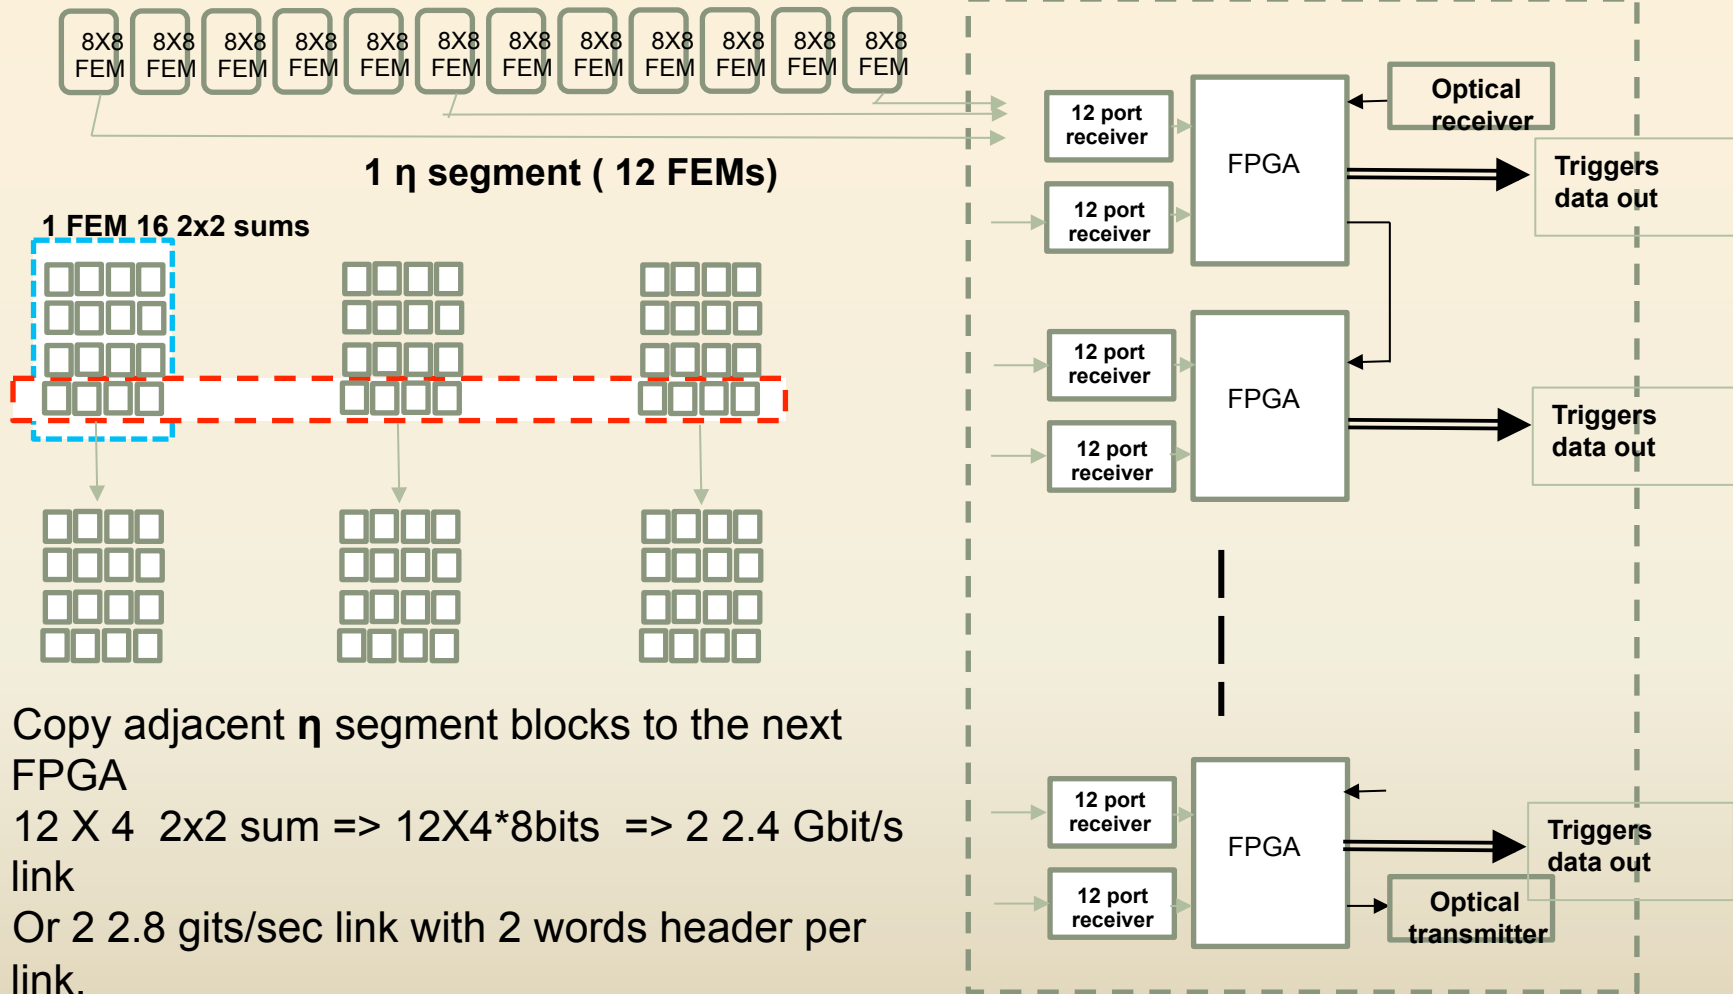 8X8 8X8 8X8 8X8 8X8 8X8 8X8 8X8 8X8 8X8 8X8 8X8
FEM FEM FEM FEM FEM FEM FEM FEM FEM FEM FEM FEM
1 η segment ( 12 FEMs)
1 FEM 16 2x2 sums
Copy adjacent η segment blocks to the next
FPGA
12 X 4 2x2 sum => 12X4*8bits => 2 2.4 Gbit/s
link
Or 2 2.8 gits/sec link with 2 words header per
link.
12 port
receiver
12 port
receiver
FPGA
Optical
receiver
Triggers
data out
12 port
receiver
12 port
receiver
FPGA
Triggers
data out
12 port
receiver
12 port
receiver
FPGA
Triggers
data out
Optical
transmitter